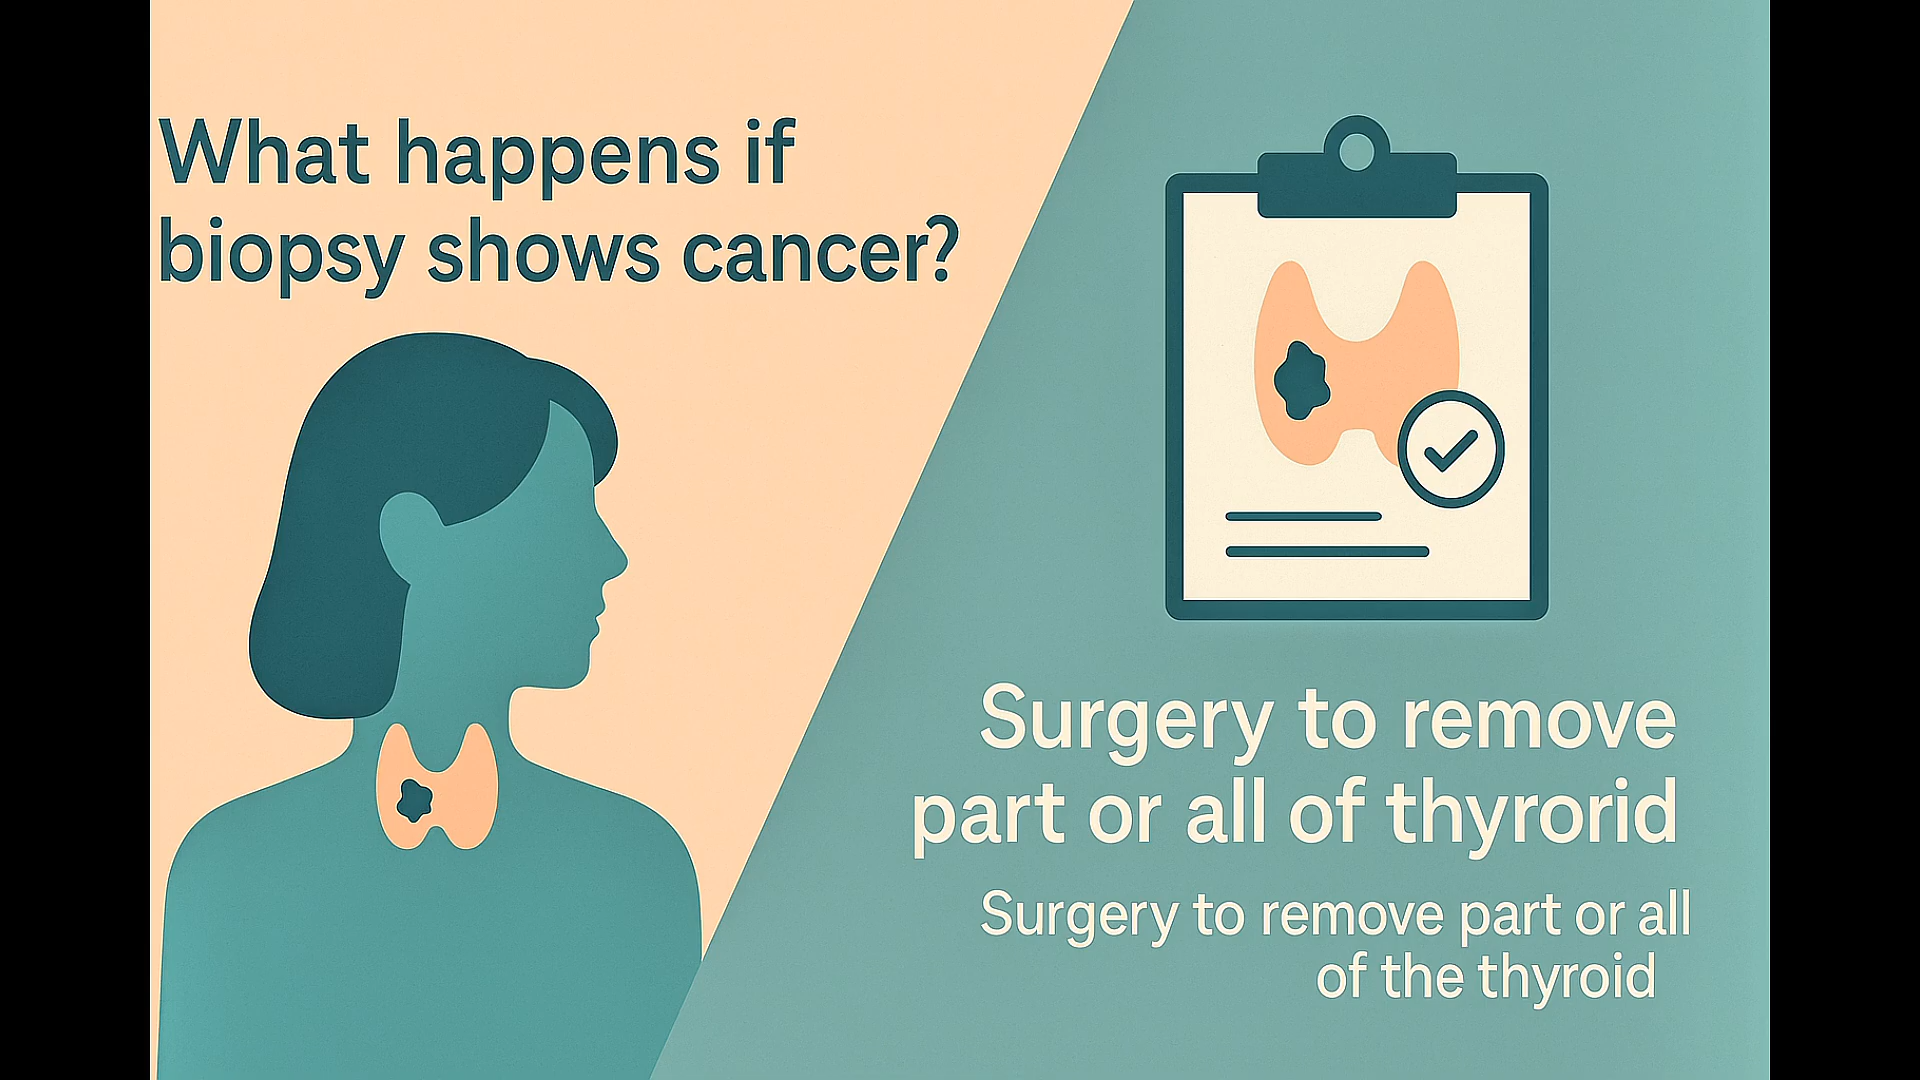 What happens if
biopsy shows cancer?
Surgery to remove
part or all of thyrorid
Surgery to remove part or all
of the thyroid